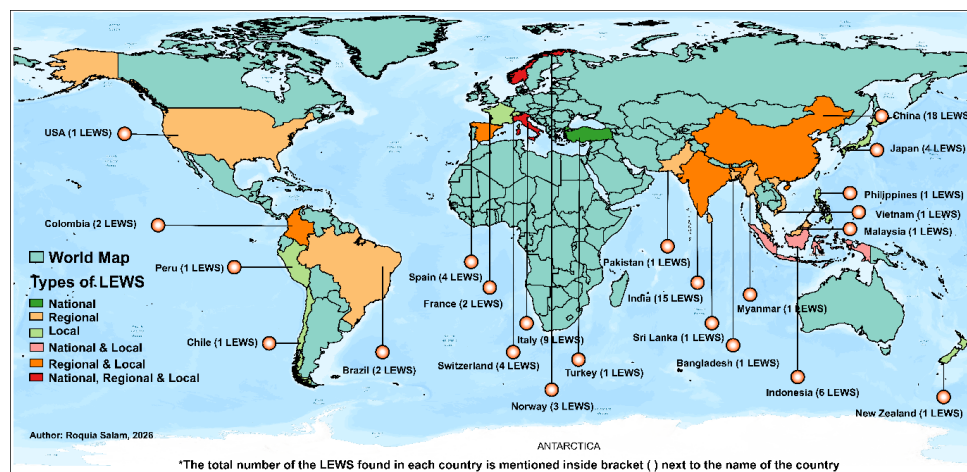 USA (1 LEWS)
Colombia (2 LEWS)
Peru (1 LEWS)
Chile (1 LEWS)
Brazil (2 LEWS)
Spain (4 LEWS)
France (2 LEWS)
Switzerland (4 LEWS)
Italy (9 LEWS)
Norway (3 LEWS)
Turkey (1 LEWS)
China (18 LEWS
Japan (4 LEWS)
Philippines (1 LEWS)
Vietnam (1 LEWS)
Malaysia (1 LEWS)
Pakistan (1 LEWS)
India (15 LEWS)
Myanmar (1 LEWS)
Sri Lanka (1 LEWS)
Bangladesh (1 LEWS)
Indonesia (6 LEWS)
New Zealand (1 LEWS)
World Map
Types of LEWS
National
Regional
Local
National & Local
Regional & Local
National, Regional & Local
Author: Roquia Salam, 2026
ANTARCTICA
*The total number of the LEWS found in each country is mentioned inside bracket ( ) next to the name of the country